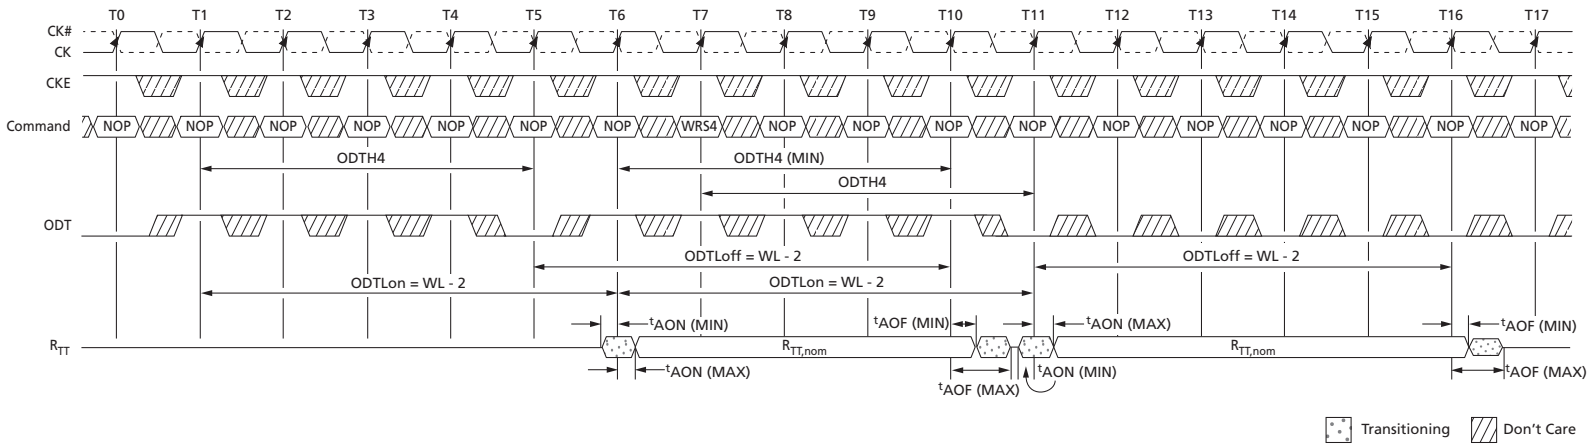 T0 T1 T2 T3 T4 T5 T6 T7 T8 T9 T10 T11 T12 T13 T14 T15 T16 T17
CK#
CK
CKE
Command NOP NOP NOP NOP NOP NOP NOP WRS4 NOP NOP NOP NOP NOP NOP NOP NOP NOP NOP
ODTH4 ODTH4 (MIN)
ODTH4
ODT
ODTLoff = WL - 2 ODTLoff = WL - 2
ODTLon = WL - 2 ODTLon = WL - 2
tAON (MIN) tAOF (MIN) tAON (MAX) tAOF (MIN)
RTT RTT,nom RTT,nom
tAON (MAX) tAON (MIN) tAOF (MAX)
tAOF (MAX)
Transitioning Don't Care